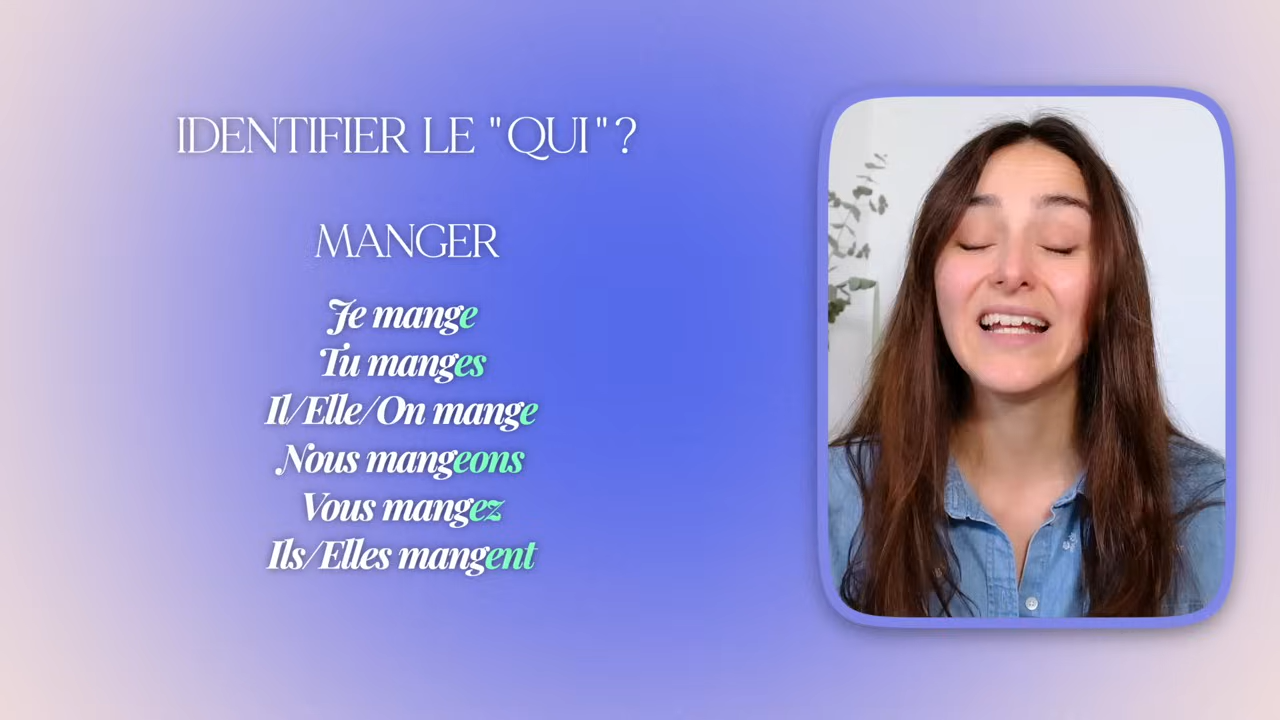 IDENTIFIER LE "QUI"?
MANGER
Je mange
Tu manges
Il/Elle/On mange
Nous mangeons
Vous mangez
Ils/Elles mangent